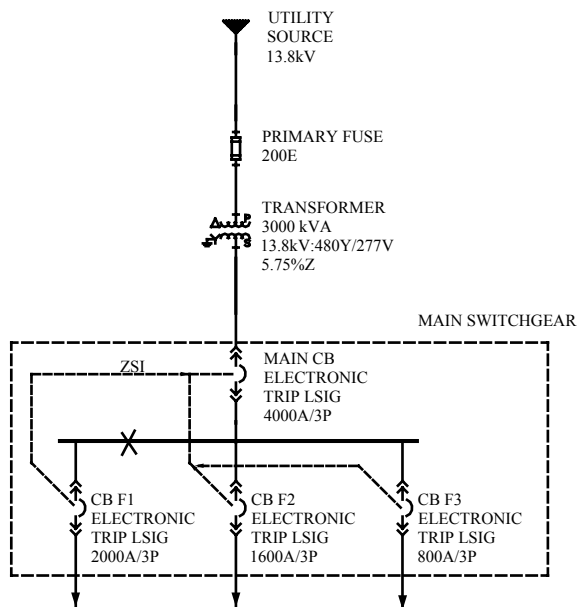 UTILITY
SOURCE
13.8kV
PRIMARY FUSE
200E
TRANSFORMER
3000 kVA
13.8kV:480Y/277V
5.75%Z
P
S
MAIN SWITCHGEAR
ZSI
MAIN CB
ELECTRONIC
TRIP LSIG
4000A/3P
CB F1
ELECTRONIC
TRIP LSIG
2000A/3P
CB F2
ELECTRONIC
TRIP LSIG
1600A/3P
CB F3
ELECTRONIC
TRIP LSIG
800A/3P